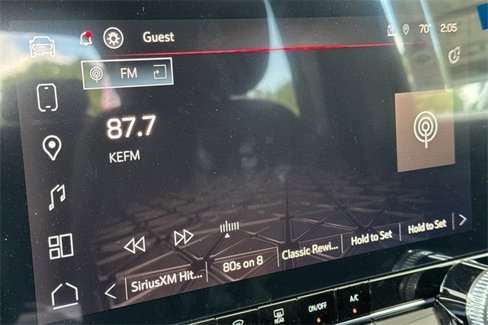 Guest
70° 2:05
FM
87.7
KEFM
SiriusXM Hit... 80s on 8 Classic Rewi... Hold to Set Hold to Set
REAR ON/OFF A/C